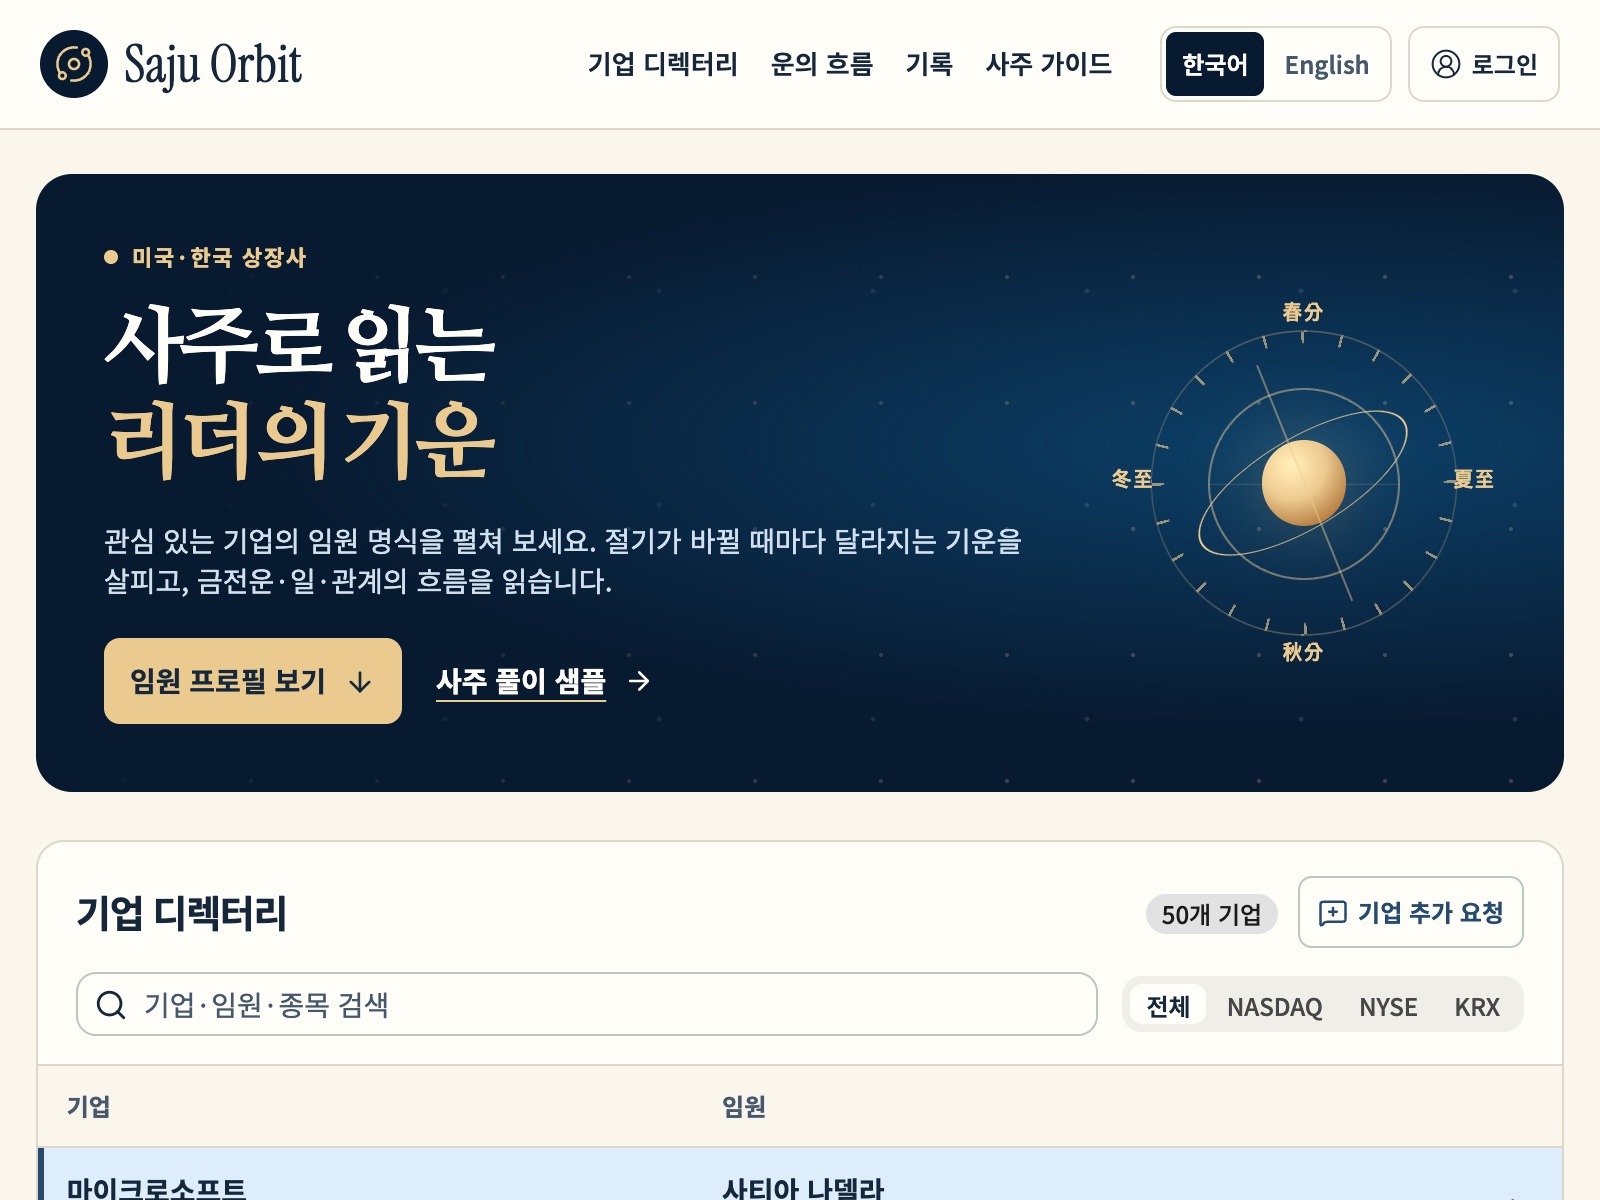 Saju Orbit
기업 디렉터리
운의 흐름
기록
사주 가이드
한국어
English
로그인
미국·한국 상장사
사주로 읽는
리더의 기운
관심 있는 기업의 임원 명식을 펼쳐 보세요. 절기가 바뀔 때마다 달라지는 기운을
살피고, 금전운·일·관계의 흐름을 읽습니다.
임원 프로필 보기
사주 풀이 샘플
春分
冬至
夏至
秋分
기업 디렉터리
50개 기업
기업 추가 요청
기업·임원·종목 검색
전체
NASDAQ
NYSE
KRX
기업
임원
마이크로소프트
사티아 나델라